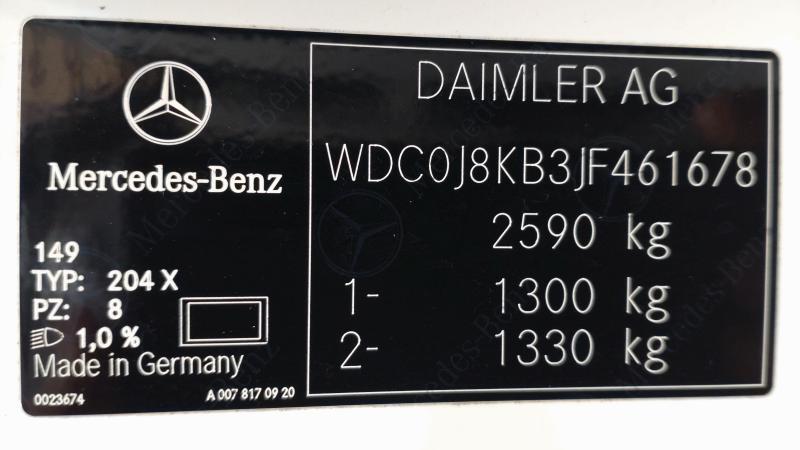 Mercedes-Benz
149
TYP: 204 X
PZ: 8
1,0 %
Made in Germany
0023674 A 007 817 09 20
DAIMLER AG
WDC0J8KB3JF461678
2590 kg
1- 1300 kg
2- 1330 kg